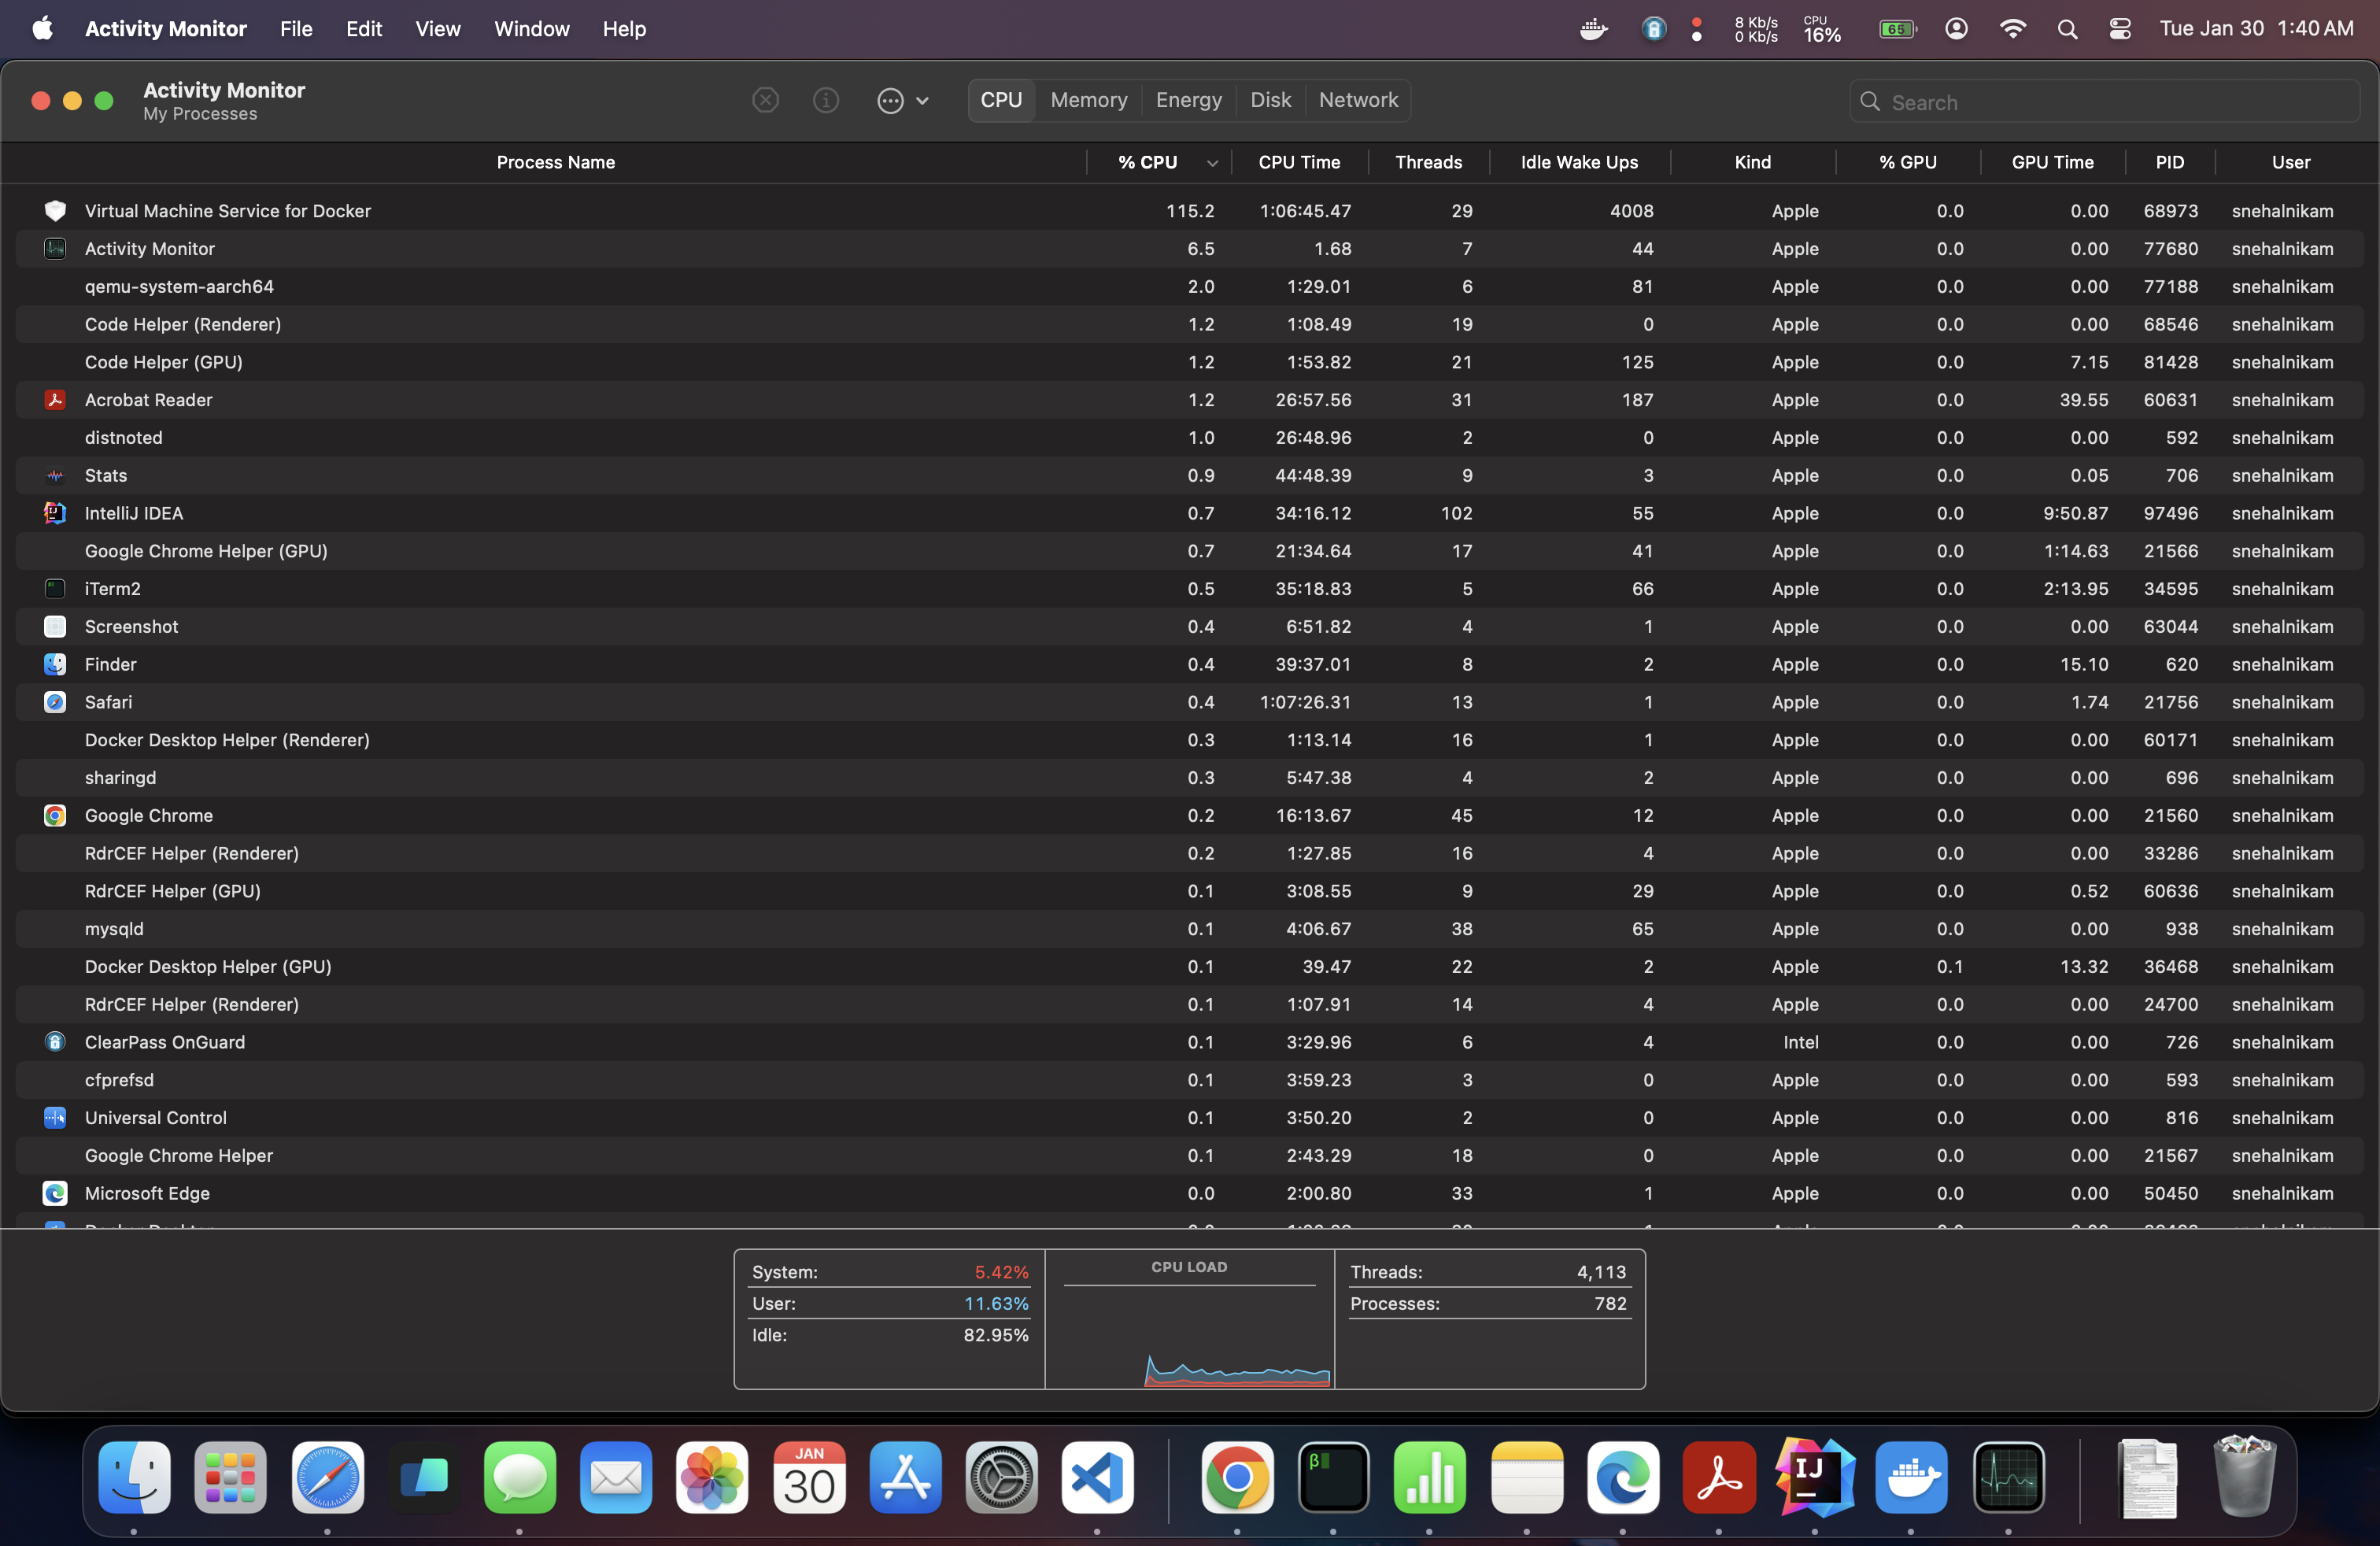 Activity Monitor File Edit View Window Help 8 Kb/s CPU 65 Tue Jan 30 1:40 AM
0 Kb/s 16%
Activity Monitor
My Processes
CPU Memory Energy Disk Network Search
Process Name % CPU CPU Time Threads Idle Wake Ups Kind % GPU GPU Time PID User
Virtual Machine Service for Docker 115.2 1:06:45.47 29 4008 Apple 0.0 0.00 68973 snehalnikam
Activity Monitor 6.5 1.68 7 44 Apple 0.0 0.00 77680 snehalnikam
qemu-system-aarch64 2.0 1:29.01 6 81 Apple 0.0 0.00 77188 snehalnikam
Code Helper (Renderer) 1.2 1:08.49 19 0 Apple 0.0 0.00 68546 snehalnikam
Code Helper (GPU) 1.2 1:53.82 21 125 Apple 0.0 7.15 81428 snehalnikam
Acrobat Reader 1.2 26:57.56 31 187 Apple 0.0 39.55 60631 snehalnikam
distnoted 1.0 26:48.96 2 0 Apple 0.0 0.00 592 snehalnikam
Stats 0.9 44:48.39 9 3 Apple 0.0 0.05 706 snehalnikam
IntelliJ IDEA 0.7 34:16.12 102 55 Apple 0.0 9:50.87 97496 snehalnikam
Google Chrome Helper (GPU) 0.7 21:34.64 17 41 Apple 0.0 1:14.63 21566 snehalnikam
iTerm2 0.5 35:18.83 5 66 Apple 0.0 2:13.95 34595 snehalnikam
Screenshot 0.4 6:51.82 4 1 Apple 0.0 0.00 63044 snehalnikam
Finder 0.4 39:37.01 8 2 Apple 0.0 15.10 620 snehalnikam
Safari 0.4 1:07:26.31 13 1 Apple 0.0 1.74 21756 snehalnikam
Docker Desktop Helper (Renderer) 0.3 1:13.14 16 1 Apple 0.0 0.00 60171 snehalnikam
sharingd 0.3 5:47.38 4 2 Apple 0.0 0.00 696 snehalnikam
Google Chrome 0.2 16:13.67 45 12 Apple 0.0 0.00 21560 snehalnikam
RdrCEF Helper (Renderer) 0.2 1:27.85 16 4 Apple 0.0 0.00 33286 snehalnikam
RdrCEF Helper (GPU) 0.1 3:08.55 9 29 Apple 0.0 0.52 60636 snehalnikam
mysqld 0.1 4:06.67 38 65 Apple 0.0 0.00 938 snehalnikam
Docker Desktop Helper (GPU) 0.1 39.47 22 2 Apple 0.1 13.32 36468 snehalnikam
RdrCEF Helper (Renderer) 0.1 1:07.91 14 4 Apple 0.0 0.00 24700 snehalnikam
ClearPass OnGuard 0.1 3:29.96 6 4 Intel 0.0 0.00 726 snehalnikam
cfprefsd 0.1 3:59.23 3 0 Apple 0.0 0.00 593 snehalnikam
Universal Control 0.1 3:50.20 2 0 Apple 0.0 0.00 816 snehalnikam
Google Chrome Helper 0.1 2:43.29 18 0 Apple 0.0 0.00 21567 snehalnikam
Microsoft Edge 0.0 2:00.80 33 1 Apple 0.0 0.00 50450 snehalnikam
System: 5.42% CPU LOAD Threads: 4,113
User: 11.63% Processes: 782
Idle: 82.95%
JAN
30
IJ